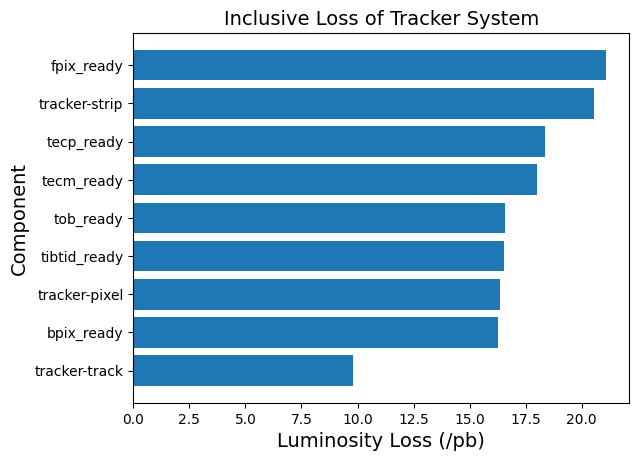 Inclusive Loss of Tracker System
Component
fpix_ready
tracker-strip
tecp_ready
tecm_ready
tob_ready
tibtid_ready
tracker-pixel
bpix_ready
tracker-track
0.0 2.5 5.0 7.5 10.0 12.5 15.0 17.5 20.0
Luminosity Loss (/pb)